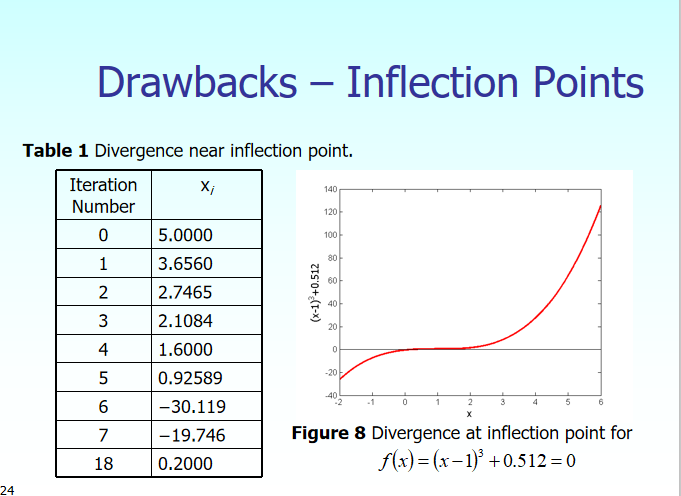 Drawbacks – Inflection Points
Table 1 Divergence near inflection point.
Iteration Number xᵢ
0 5.0000
1 3.6560
2 2.7465
3 2.1084
4 1.6000
5 0.92589
6 −30.119
7 −19.746
18 0.2000
140
120
100
80
60
40
20
0
-20
-40
(x-1)³+0.512
-2 -1 0 1 2 3 4 5 6
x
Figure 8 Divergence at inflection point for
f(x) = (x−1)³ + 0.512 = 0
24